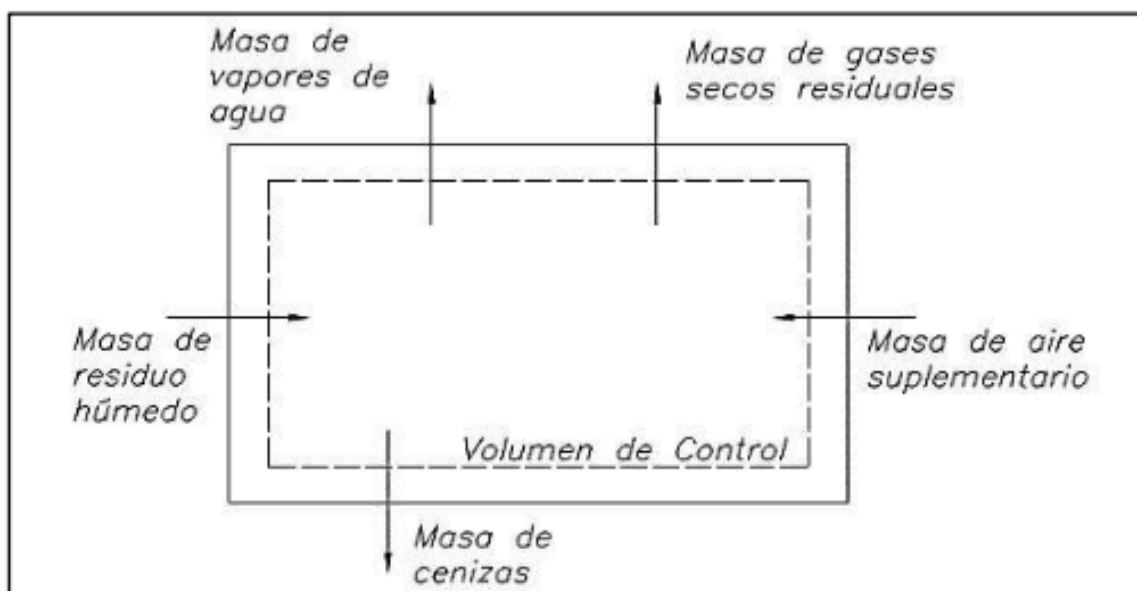 Masa de
vapores de
agua
Masa de gases
secos residuales
Masa de
residuo
húmedo
Masa de aire
suplementario
Volumen de Control
Masa de
cenizas